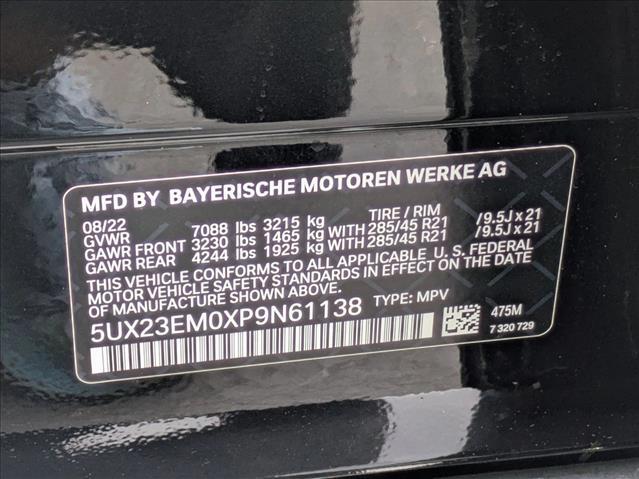 MFD BY BAYERISCHE MOTOREN WERKE AG
08/22 TIRE / RIM
GVWR 7088 lbs 3215 kg
GAWR FRONT 3230 lbs 1465 kg WITH 285/45 R21 /9.5J x 21
GAWR REAR 4244 lbs 1925 kg WITH 285/45 R21 /9.5J x 21
THIS VEHICLE CONFORMS TO ALL APPLICABLE U. S. FEDERAL
MOTOR VEHICLE SAFETY STANDARDS IN EFFECT ON THE DATE
OF MANUFACTURE SHOWN ABOVE.
5UX23EM0XP9N61138 TYPE: MPV
475M
7 320 729